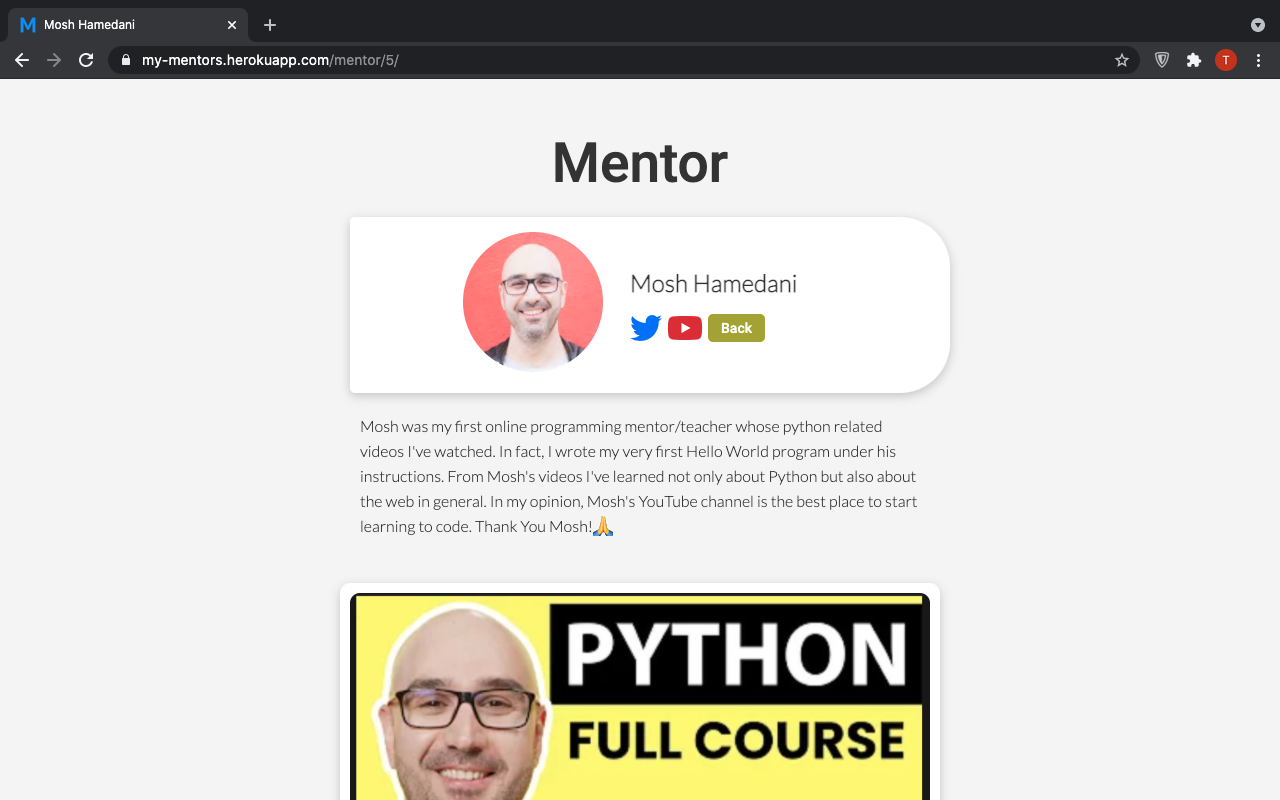 Mosh Hamedani
my-mentors.herokuapp.com/mentor/5/
T
Mentor
Mosh Hamedani
Back
Mosh was my first online programming mentor/teacher whose python related
videos I've watched. In fact, I wrote my very first Hello World program under his
instructions. From Mosh's videos I've learned not only about Python but also about
the web in general. In my opinion, Mosh's YouTube channel is the best place to start
learning to code. Thank You Mosh!🙏
PYTHON
FULL COURSE